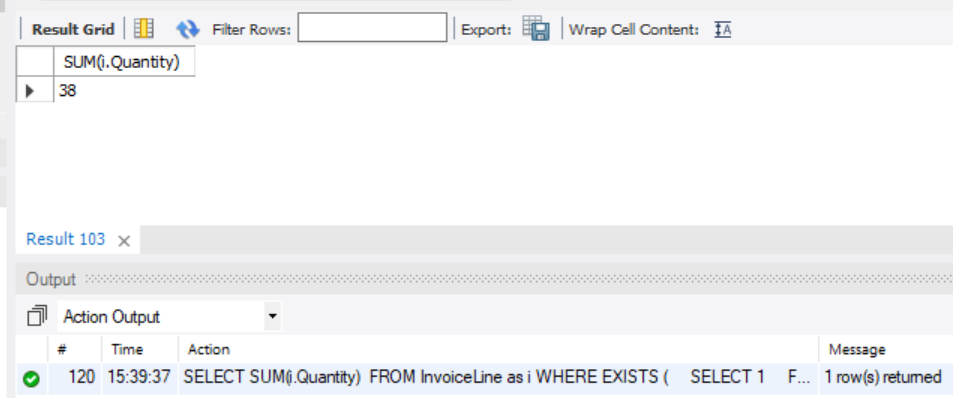 Result Grid Filter Rows: Export: Wrap Cell Content: IA
SUM(i.Quantity)
38
Result 103 ×
Output
Action Output
# Time Action Message
120 15:39:37 SELECT SUM(i.Quantity) FROM InvoiceLine as i WHERE EXISTS ( SELECT 1 F... 1 row(s) returned